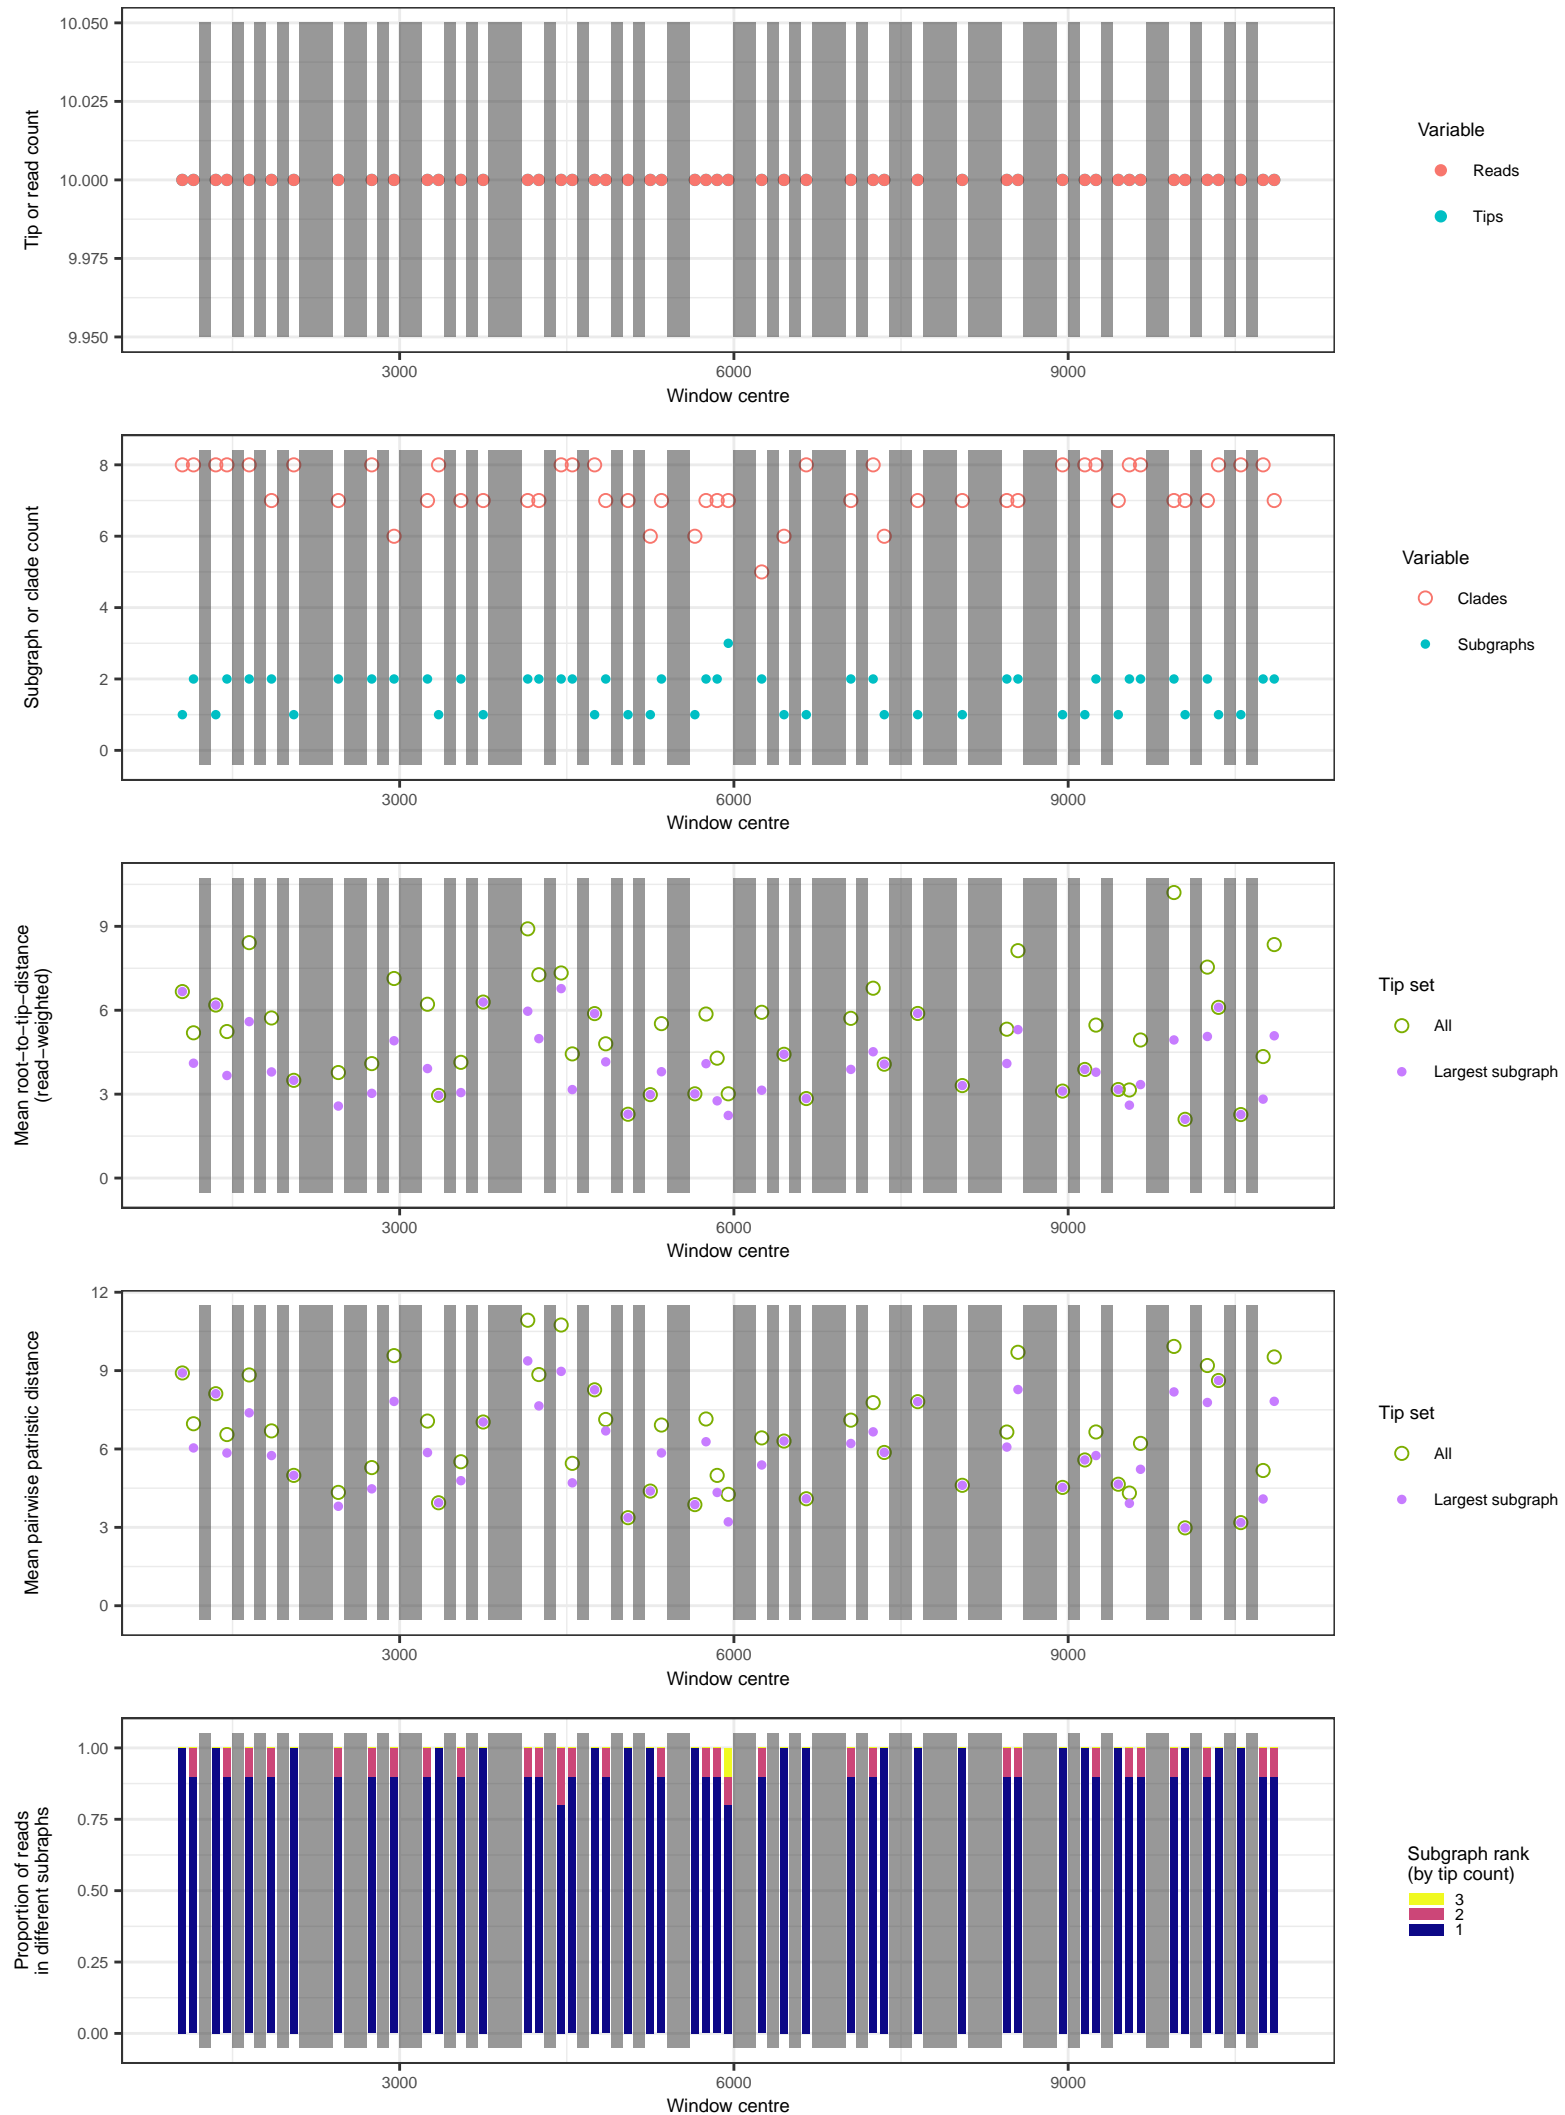 10.050
10.025
10.000
9.975
9.950
Tip or read count
3000
6000
9000
Window centre
Variable
Reads
Tips
8
6
4
2
0
Subgraph or clade count
3000
6000
9000
Window centre
Variable
Clades
Subgraphs
9
6
3
0
Mean root−to−tip−distance
(read−weighted)
3000
6000
9000
Window centre
Tip set
All
Largest subgraph
12
9
6
3
0
Mean pairwise patristic distance
3000
6000
9000
Window centre
Tip set
All
Largest subgraph
1.00
0.75
0.50
0.25
0.00
Proportion of reads
in different subraphs
3000
6000
9000
Window centre
Subgraph rank
(by tip count)
3
2
1